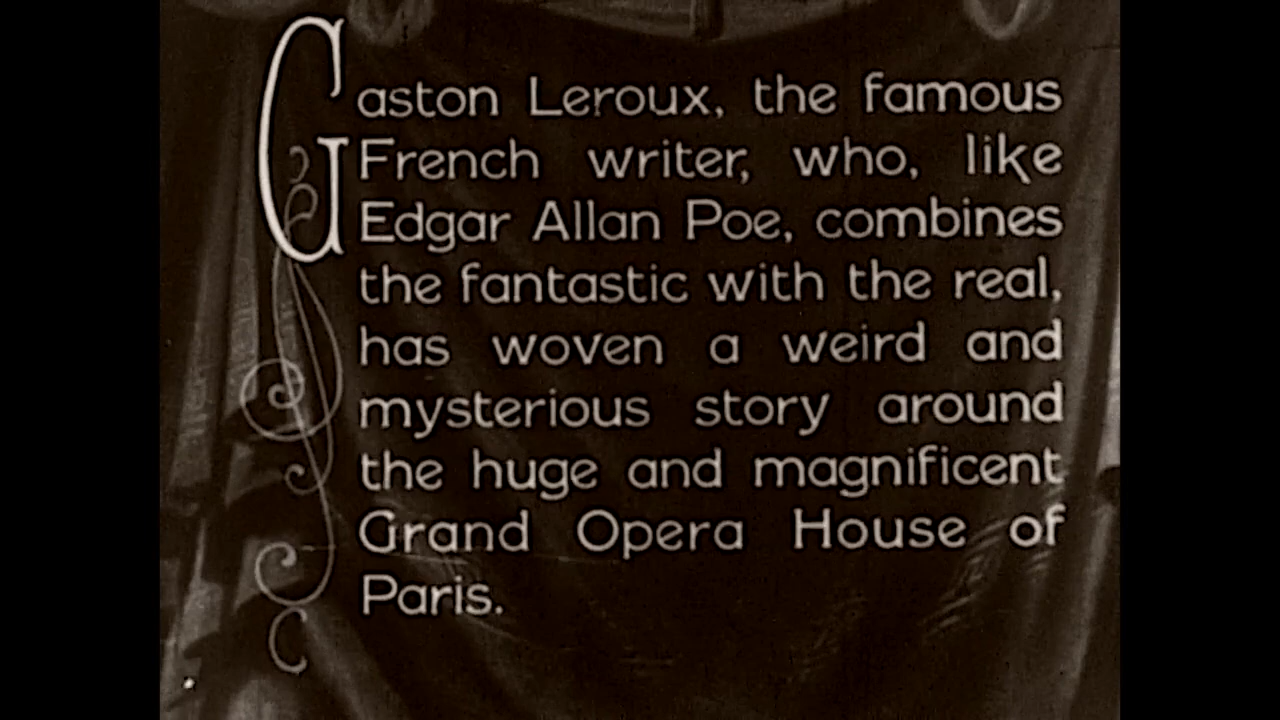 Gaston Leroux, the famous
French writer, who, like
Edgar Allan Poe, combines
the fantastic with the real,
has woven a weird and
mysterious story around
the huge and magnificent
Grand Opera House of
Paris.